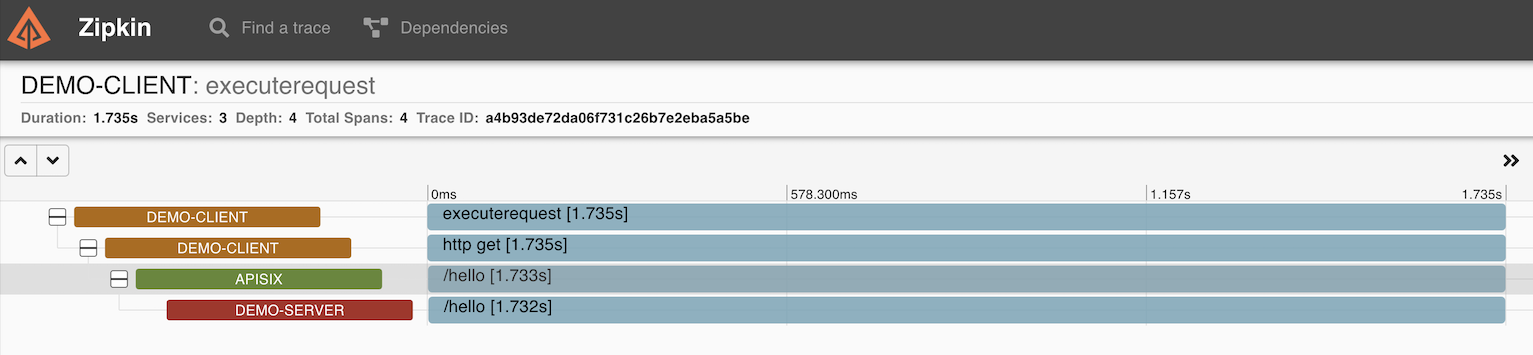 Zipkin Find a trace Dependencies
DEMO-CLIENT: executerequest
Duration: 1.735s Services: 3 Depth: 4 Total Spans: 4 Trace ID: a4b93de72da06f731c26b7e2eba5a5be
0ms 578.300ms 1.157s 1.735s
DEMO-CLIENT executerequest [1.735s]
DEMO-CLIENT http get [1.735s]
APISIX /hello [1.733s]
DEMO-SERVER /hello [1.732s]